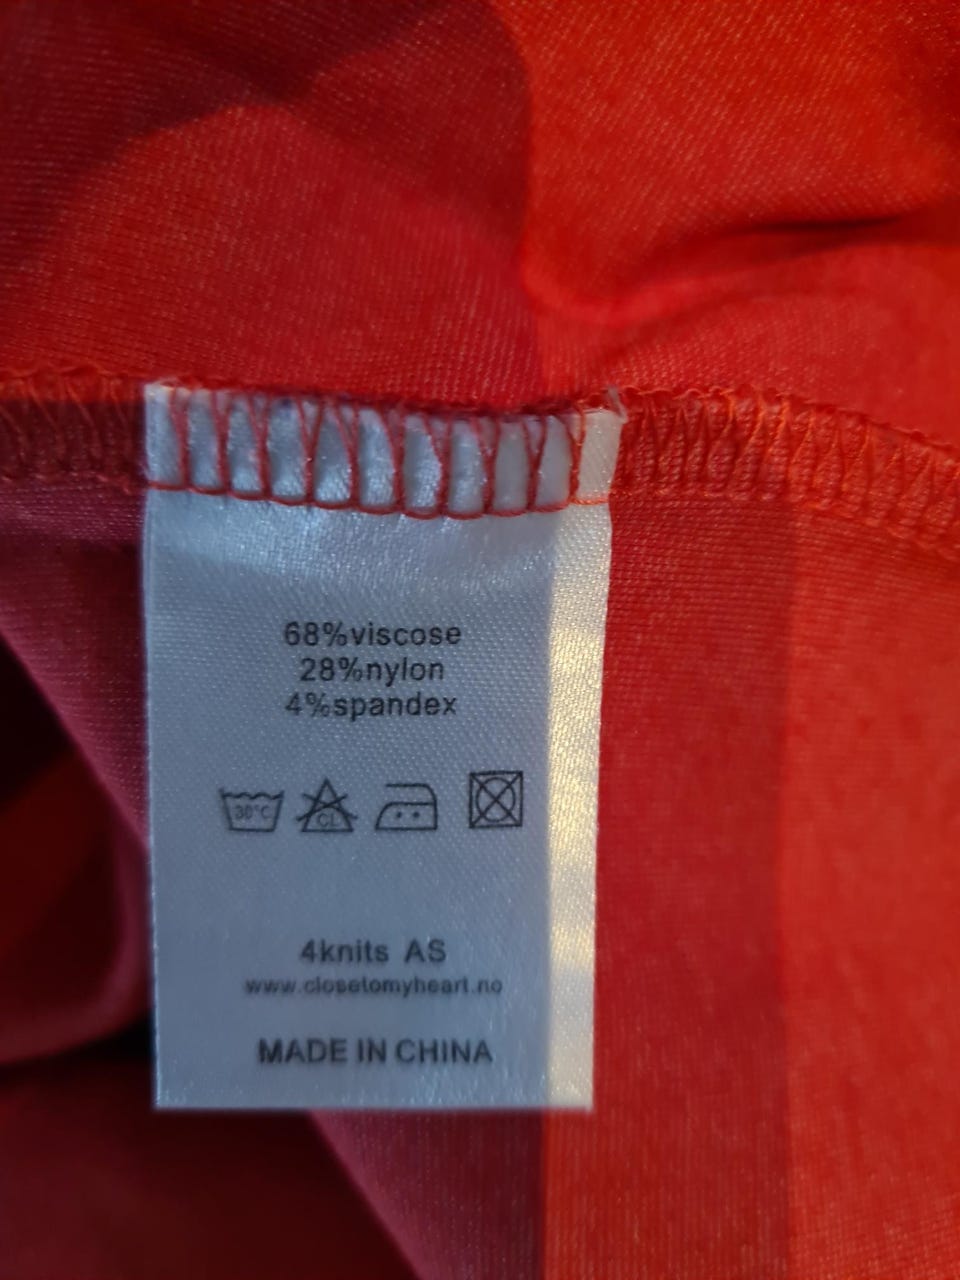 68%viscose
28%nylon
4%spandex
30°C CL
4knits AS
www.closetomyheart.no
MADE IN CHINA